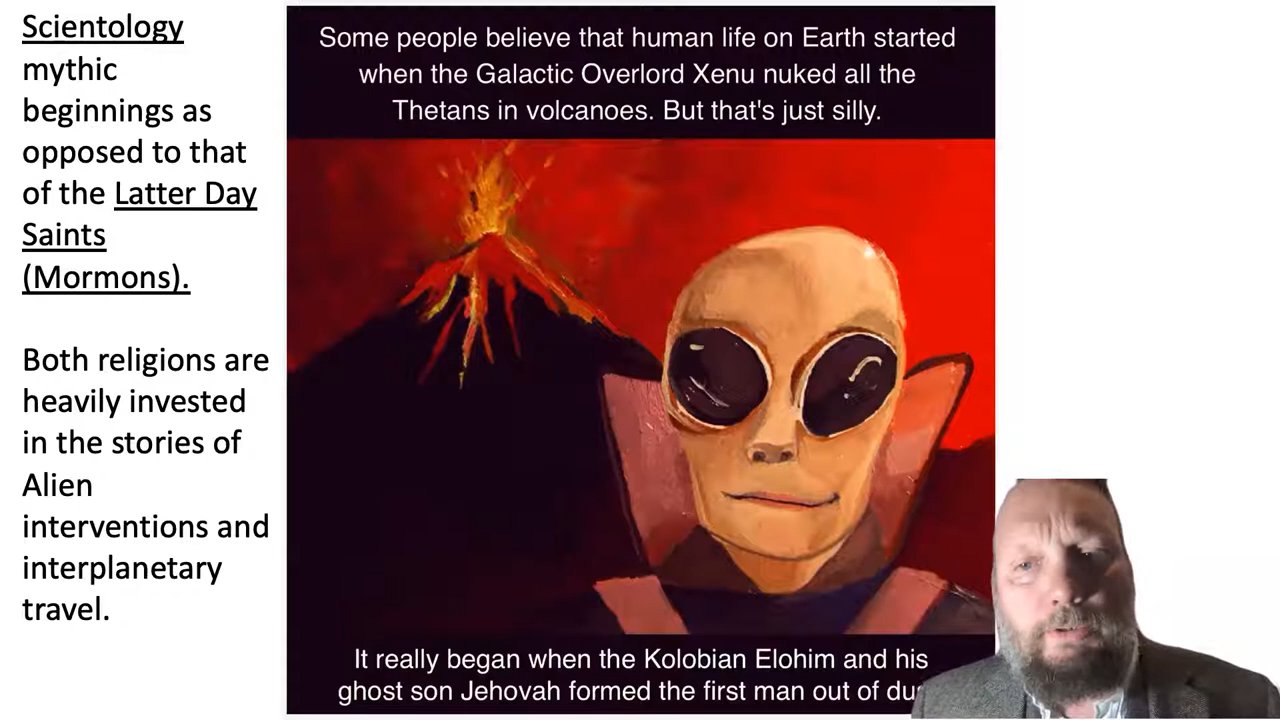 Scientology
mythic
beginnings as
opposed to that
of the Latter Day
Saints
(Mormons).
Both religions are
heavily invested
in the stories of
Alien
interventions and
interplanetary
travel.
Some people believe that human life on Earth started
when the Galactic Overlord Xenu nuked all the
Thetans in volcanoes. But that's just silly.
It really began when the Kolobian Elohim and his
ghost son Jehovah formed the first man out of